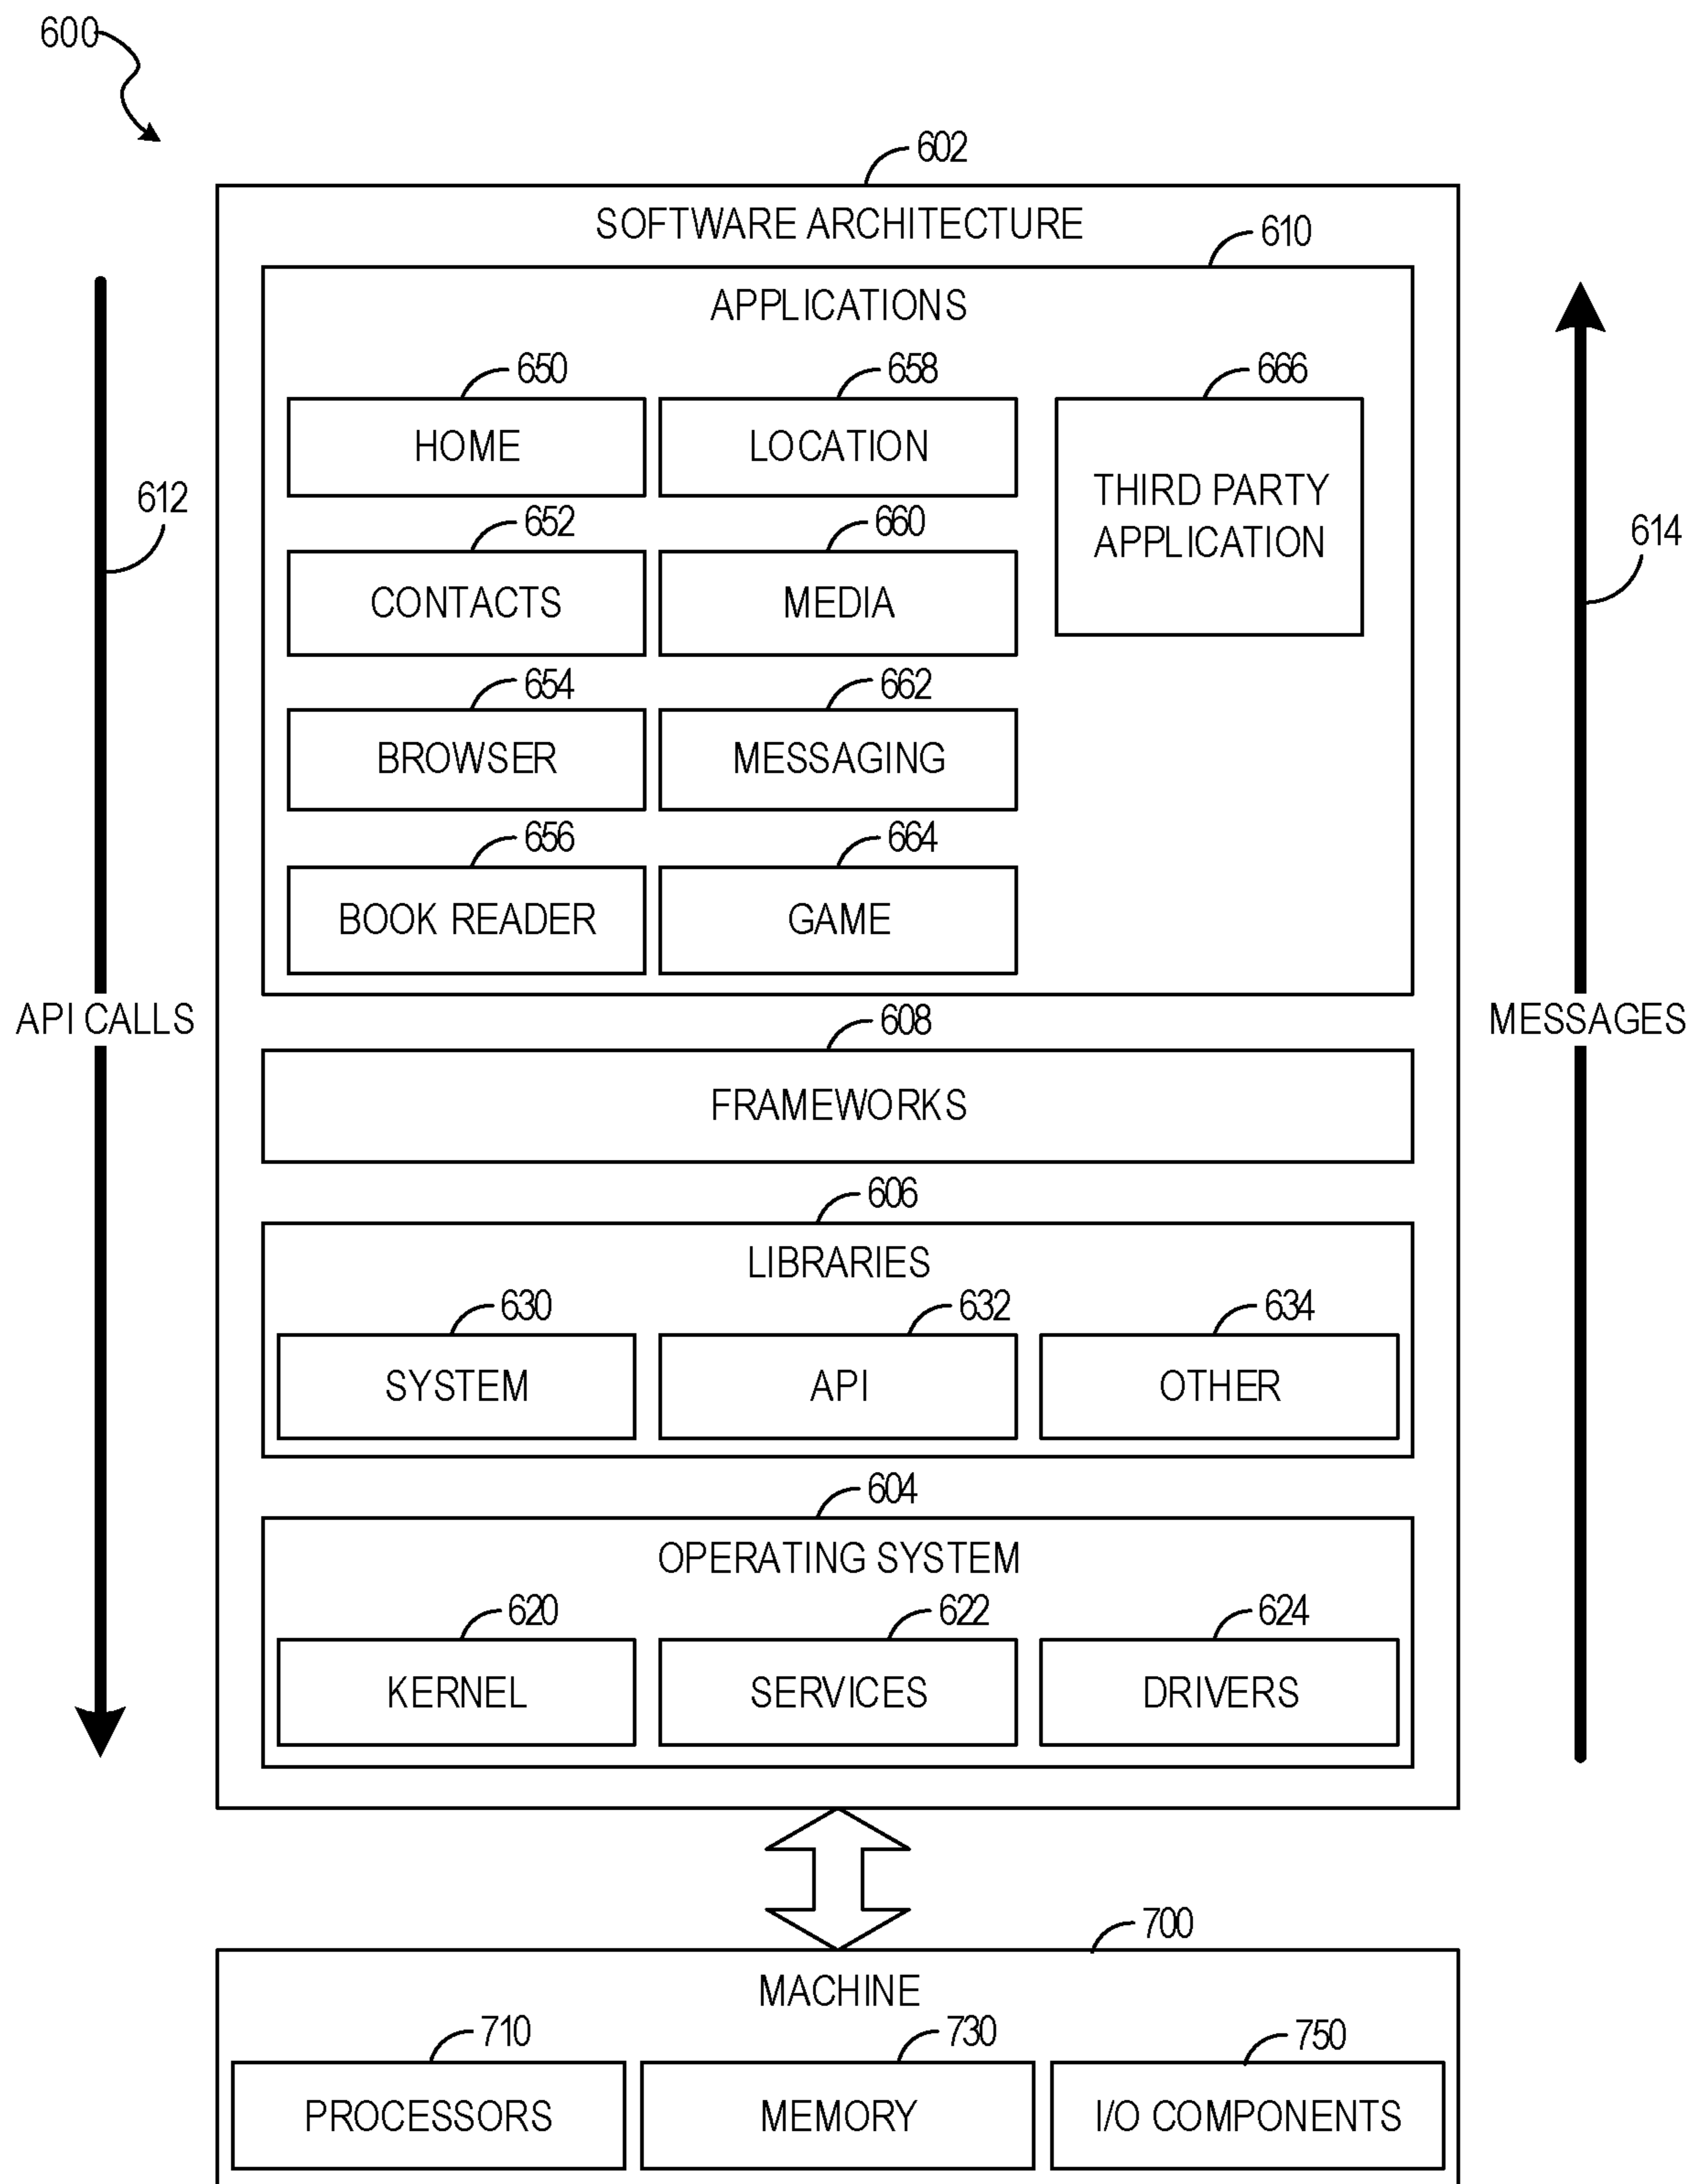 600
602
SOFTWARE ARCHITECTURE
610
APPLICATIONS
650
658
666
HOME
LOCATION
THIRD PARTY
APPLICATION
612
614
652
660
CONTACTS
MEDIA
654
662
BROWSER
MESSAGING
656
664
BOOK READER
GAME
API CALLS
MESSAGES
608
FRAMEWORKS
606
LIBRARIES
630
632
634
SYSTEM
API
OTHER
604
OPERATING SYSTEM
620
622
624
KERNEL
SERVICES
DRIVERS
700
MACHINE
710
730
750
PROCESSORS
MEMORY
I/O COMPONENTS